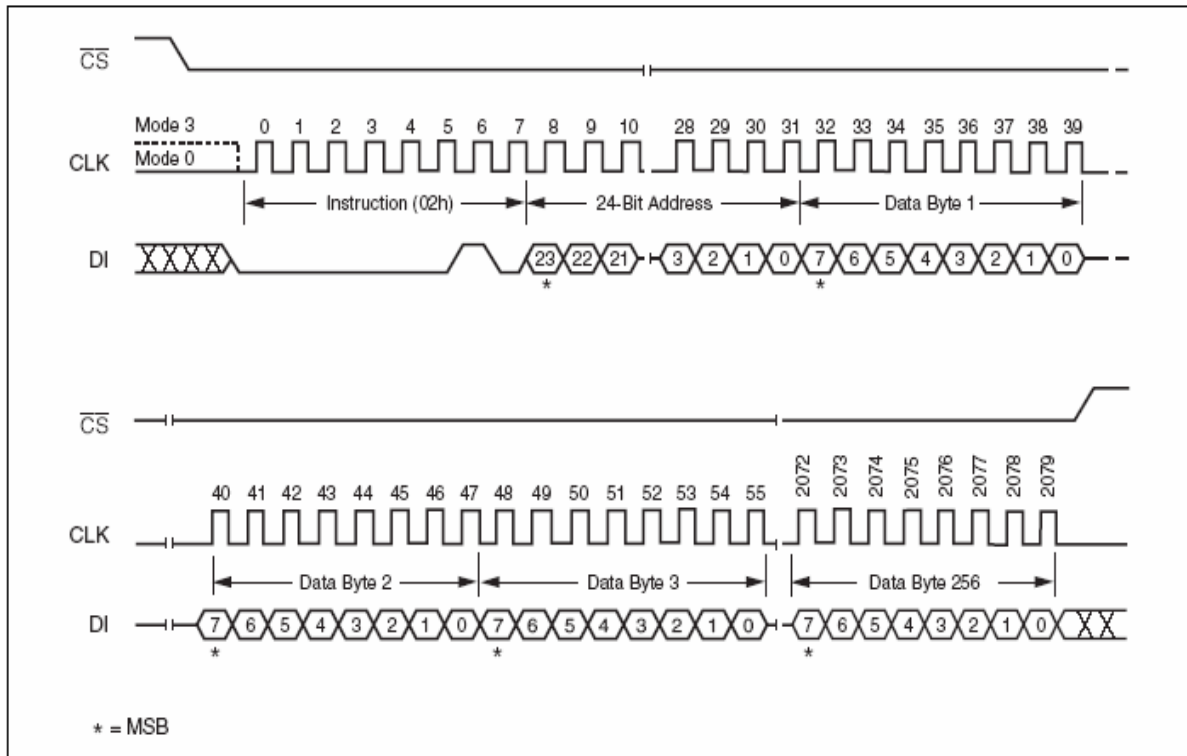 CS
Mode 3
0 1 2 3 4 5 6 7 8 9 10 28 29 30 31 32 33 34 35 36 37 38 39
CLK
Mode 0
Instruction (02h) 24-Bit Address Data Byte 1
DI 23 22 21 3 2 1 0 7 6 5 4 3 2 1 0
* *
CS
40 41 42 43 44 45 46 47 48 49 50 51 52 53 54 55 2072 2073 2074 2075 2076 2077 2078 2079
CLK
Data Byte 2 Data Byte 3 Data Byte 256
DI 7 6 5 4 3 2 1 0 7 6 5 4 3 2 1 0 7 6 5 4 3 2 1 0
* * *
* = MSB